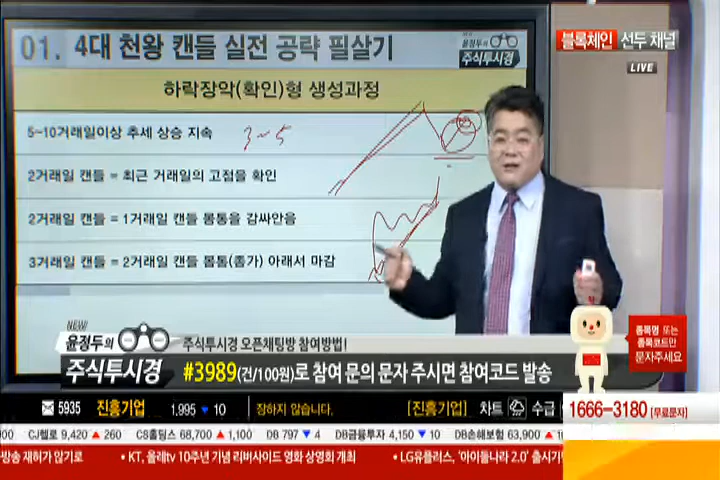 01. 4대 천왕 캔들 실전 공략 필살기
NEW
윤정두의
주식투시경
블록체인 선두 채널
LIVE
하락장악(확인)형 생성과정
5~10거래일이상 추세 상승 지속
3~5
2거래일 캔들 = 최근 거래일의 고점을 확인
2거래일 캔들 = 1거래일 캔들 몸통을 감싸안음
3거래일 캔들 = 2거래일 캔들 몸통(종가) 아래서 마감
NEW
윤정두의
주식투시경
주식투시경 오픈채팅방 참여방법!
#3989(건/100원)로 참여 문의 문자 주시면 참여코드 발송
종목명 또는
종목코드만
문자주세요
5935 진흥기업 1,995 ▼ 10 장하지 않습니다. [진흥기업] 차트 수급
1666-3180 [무료문자]
900 CJ헬로 9,420 ▲ 260 CS홀딩스 68,700 ▲ 1,100 DB 797 ▼ 4 DB금융투자 4,150 ▼ 10 DB손해보험 63,900 ▲
방송 재허가 않기로 • KT, 올레tv 10주년 기념 리버사이드 영화 상영회 개최 • LG유플러스, '아이돌나라 2.0' 출시기